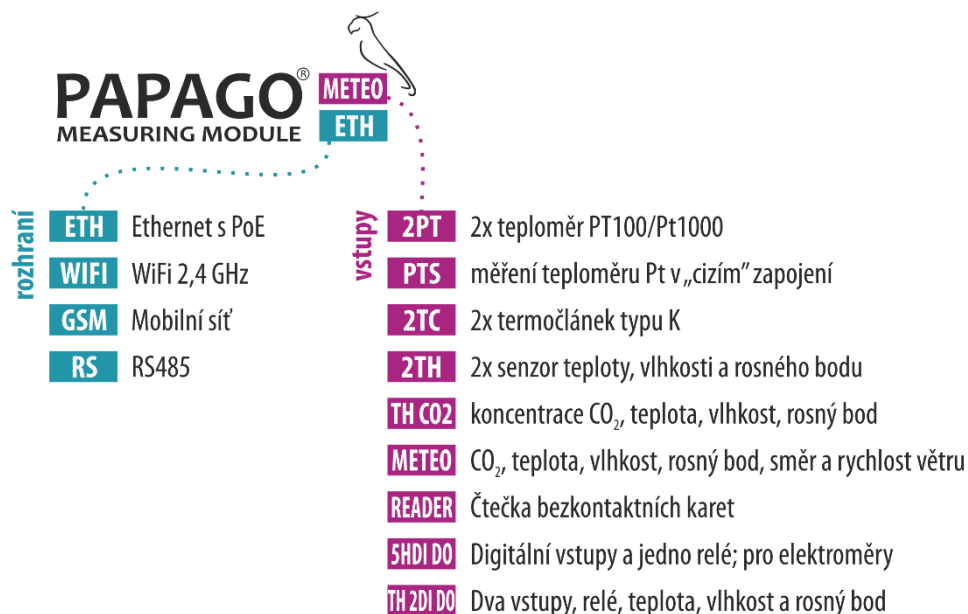 PAPAGO®
MEASURING MODULE
METEO
ETH
rozhraní
ETH Ethernet s PoE
WIFI WiFi 2,4 GHz
GSM Mobilní síť
RS RS485
vstupy
2PT 2x teploměr PT100/Pt1000
PTS měření teploměru Pt v „cizím” zapojení
2TC 2x termočlánek typu K
2TH 2x senzor teploty, vlhkosti a rosného bodu
TH CO2 koncentrace CO₂, teplota, vlhkost, rosný bod
METEO CO₂, teplota, vlhkost, rosný bod, směr a rychlost větru
READER Čtečka bezkontaktních karet
5HDI DO Digitální vstupy a jedno relé; pro elektroměry
TH 2DI DO Dva vstupy, relé, teplota, vlhkost a rosný bod